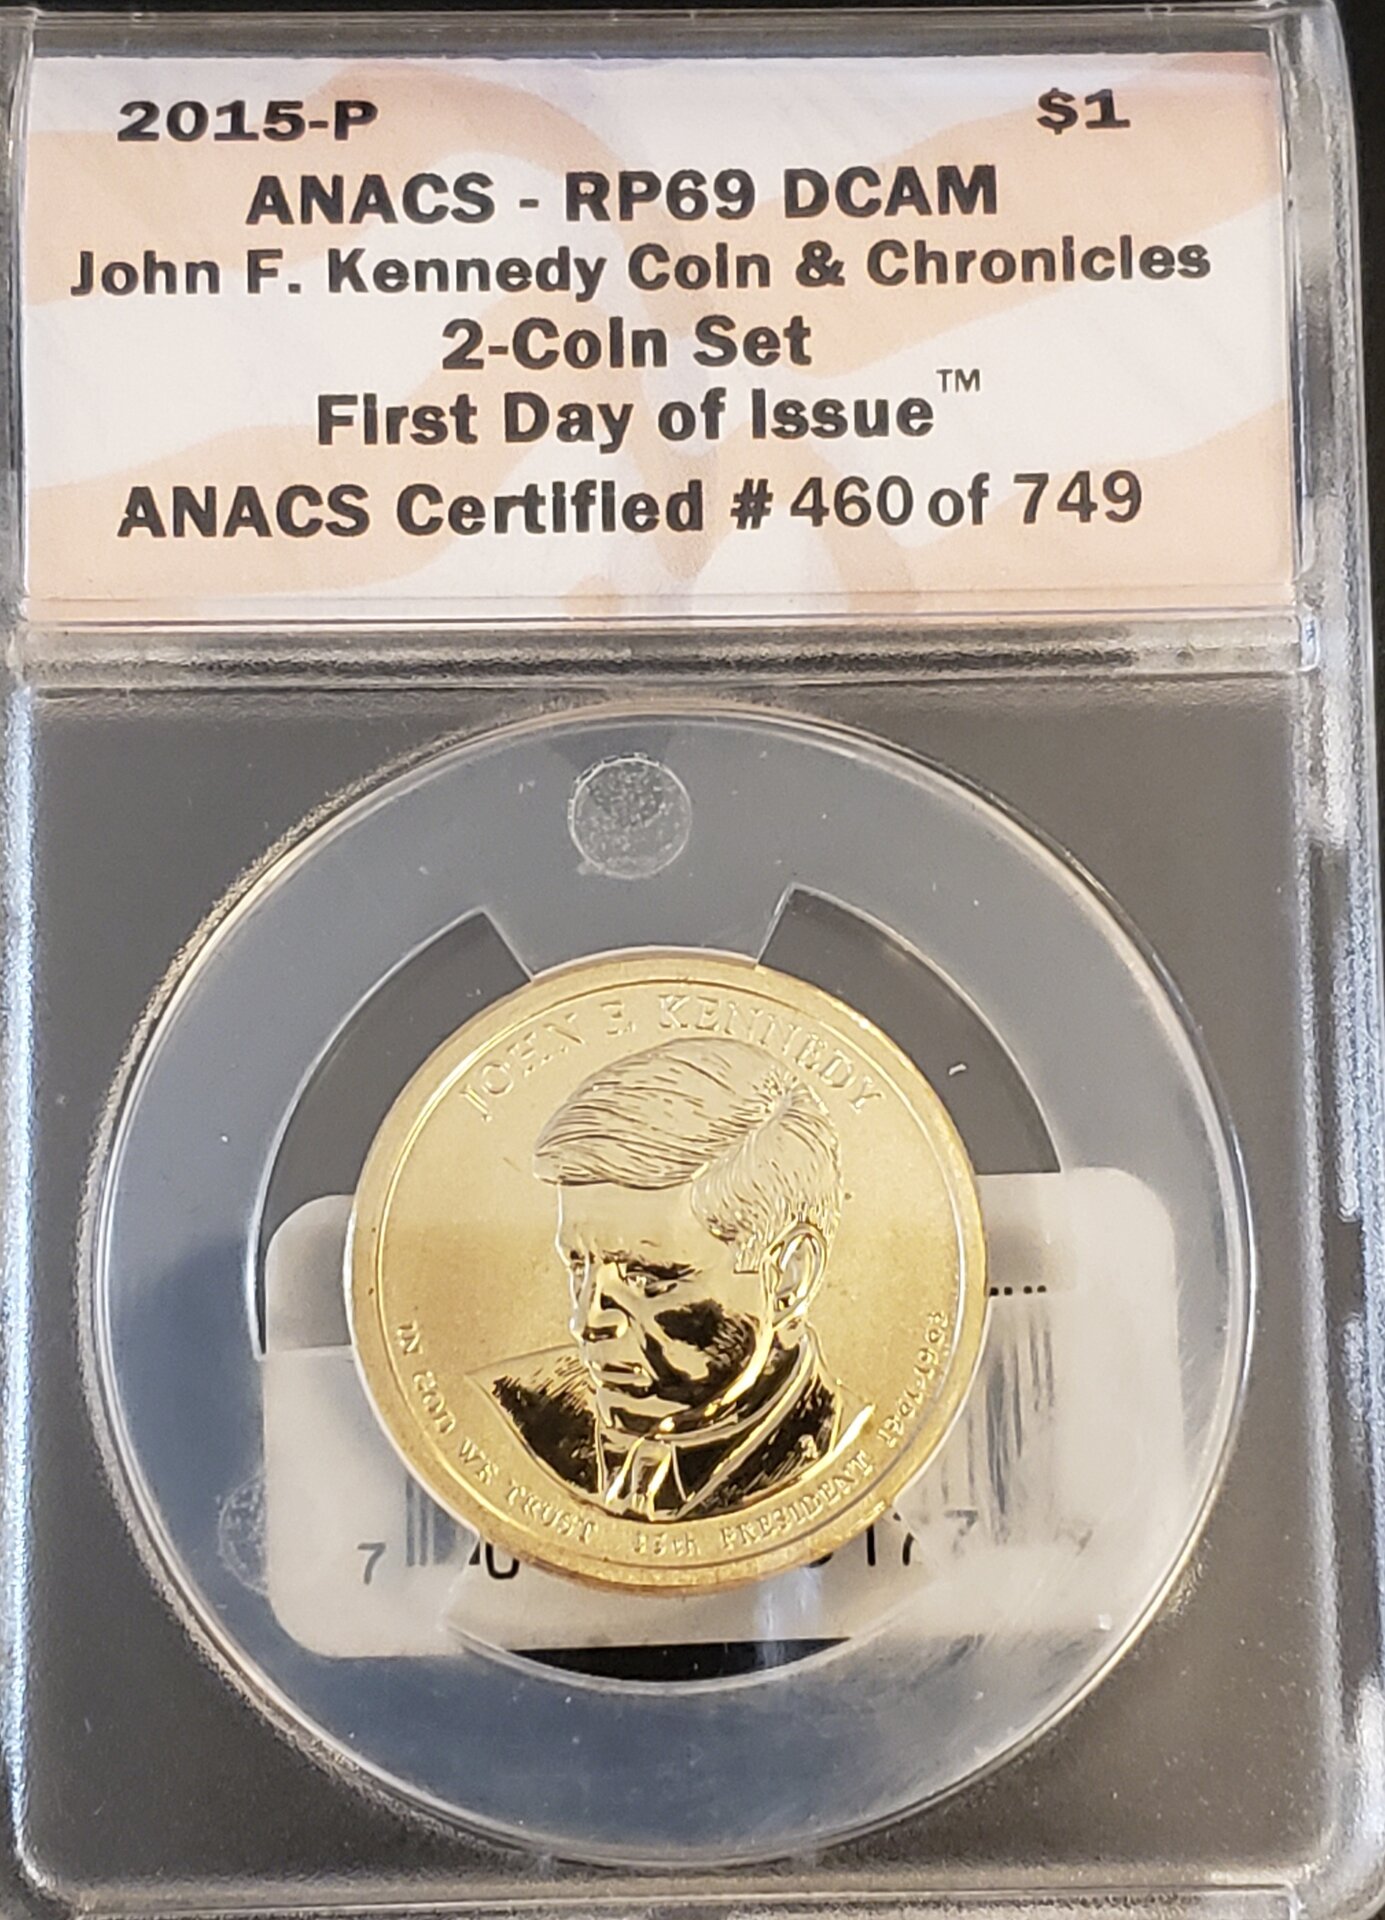 2015-P $1
ANACS - RP69 DCAM
John F. Kennedy Coin & Chronicles
2-Coin Set
First Day of Issue™
ANACS Certified # 460 of 749
JOHN F. KENNEDY
IN GOD WE TRUST 35th PRESIDENT 1961-1963
7